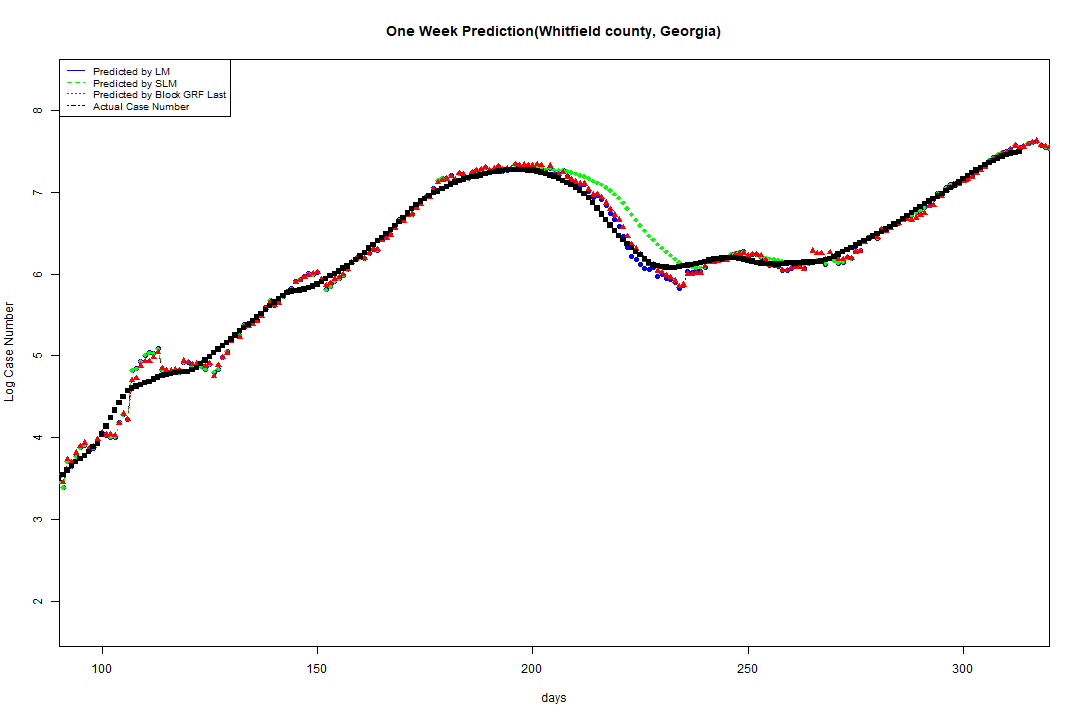 One Week Prediction(Whitfield county, Georgia)
Predicted by LM
Predicted by SLM
Predicted by Block GRF Last
Actual Case Number
8
7
6
5
4
3
2
Log Case Number
100 150 200 250 300
days